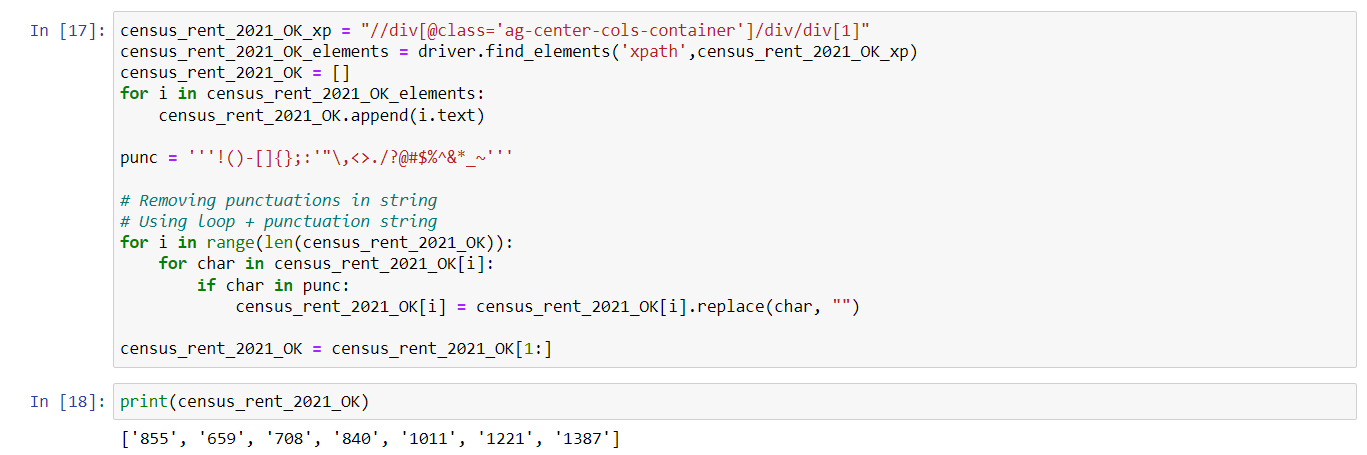 In [17]: census_rent_2021_OK_xp = "//div[@class='ag-center-cols-container']/div/div[1]"
census_rent_2021_OK_elements = driver.find_elements('xpath',census_rent_2021_OK_xp)
census_rent_2021_OK = []
for i in census_rent_2021_OK_elements:
    census_rent_2021_OK.append(i.text)
punc = '''!()-[]{};:'"\,<>./?@#$%^&*_~'''
# Removing punctuations in string
# Using loop + punctuation string
for i in range(len(census_rent_2021_OK)):
    for char in census_rent_2021_OK[i]:
        if char in punc:
            census_rent_2021_OK[i] = census_rent_2021_OK[i].replace(char, "")
census_rent_2021_OK = census_rent_2021_OK[1:]
In [18]: print(census_rent_2021_OK)
['855', '659', '708', '840', '1011', '1221', '1387']